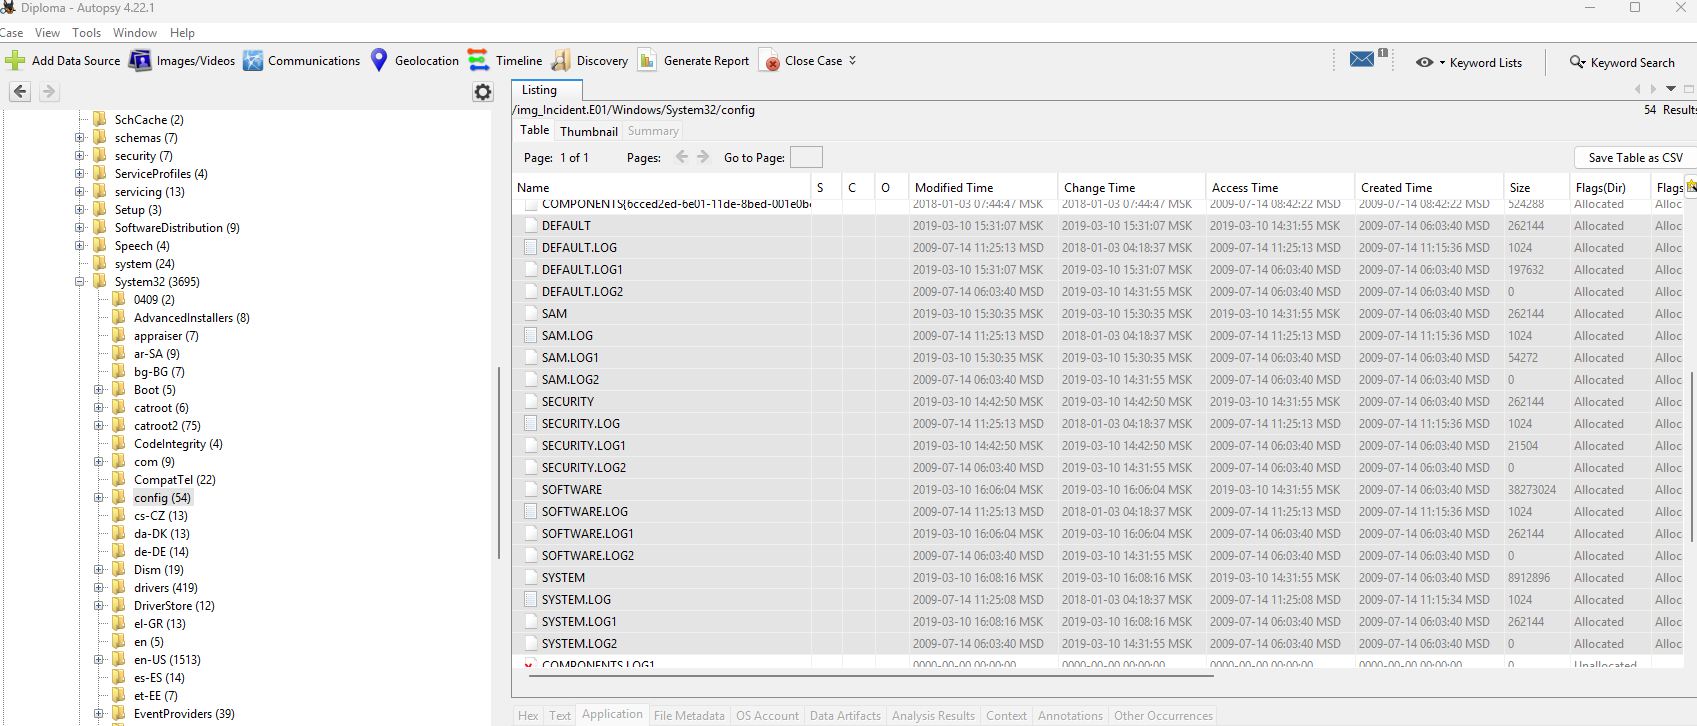 Diploma - Autopsy 4.22.1
Case View Tools Window Help
Add Data Source Images/Videos Communications Geolocation Timeline Discovery Generate Report Close Case 1 Keyword Lists Keyword Search
Listing
/img_Incident.E01/Windows/System32/config 54 Results
Table Thumbnail Summary
Page: 1 of 1 Pages: Go to Page: Save Table as CSV
SchCache (2)
schemas (7)
security (7)
ServiceProfiles (4)
servicing (13)
Setup (3)
SoftwareDistribution (9)
Speech (4)
system (24)
System32 (3695)
0409 (2)
AdvancedInstallers (8)
appraiser (7)
ar-SA (9)
bg-BG (7)
Boot (5)
catroot (6)
catroot2 (75)
CodeIntegrity (4)
com (9)
CompatTel (22)
config (54)
cs-CZ (13)
da-DK (13)
de-DE (14)
Dism (19)
drivers (419)
DriverStore (12)
el-GR (13)
en (5)
en-US (1513)
es-ES (14)
et-EE (7)
EventProviders (39)
Name S C O Modified Time Change Time Access Time Created Time Size Flags(Dir) Flags
COMPONENTS{6cced2ed-6e01-11de-8bed-001e0b 2018-01-03 07:44:47 MSK 2018-01-03 07:44:47 MSK 2009-07-14 08:42:22 MSD 2009-07-14 08:42:22 MSD 524288 Allocated Alloc
DEFAULT 2019-03-10 15:31:07 MSK 2019-03-10 15:31:07 MSK 2019-03-10 14:31:55 MSK 2009-07-14 06:03:40 MSD 262144 Allocated Alloc
DEFAULT.LOG 2009-07-14 11:25:13 MSD 2018-01-03 04:18:37 MSK 2009-07-14 11:25:13 MSD 2009-07-14 11:15:36 MSD 1024 Allocated Alloc
DEFAULT.LOG1 2019-03-10 15:31:07 MSK 2019-03-10 15:31:07 MSK 2009-07-14 06:03:40 MSD 2009-07-14 06:03:40 MSD 197632 Allocated Alloc
DEFAULT.LOG2 2009-07-14 06:03:40 MSD 2019-03-10 14:31:55 MSK 2009-07-14 06:03:40 MSD 2009-07-14 06:03:40 MSD 0 Allocated Alloc
SAM 2019-03-10 15:30:35 MSK 2019-03-10 15:30:35 MSK 2019-03-10 14:31:55 MSK 2009-07-14 06:03:40 MSD 262144 Allocated Alloc
SAM.LOG 2009-07-14 11:25:13 MSD 2018-01-03 04:18:37 MSK 2009-07-14 11:25:13 MSD 2009-07-14 11:15:36 MSD 1024 Allocated Alloc
SAM.LOG1 2019-03-10 15:30:35 MSK 2019-03-10 15:30:35 MSK 2009-07-14 06:03:40 MSD 2009-07-14 06:03:40 MSD 54272 Allocated Alloc
SAM.LOG2 2009-07-14 06:03:40 MSD 2019-03-10 14:31:55 MSK 2009-07-14 06:03:40 MSD 2009-07-14 06:03:40 MSD 0 Allocated Alloc
SECURITY 2019-03-10 14:42:50 MSK 2019-03-10 14:42:50 MSK 2019-03-10 14:31:55 MSK 2009-07-14 06:03:40 MSD 262144 Allocated Alloc
SECURITY.LOG 2009-07-14 11:25:13 MSD 2018-01-03 04:18:37 MSK 2009-07-14 11:25:13 MSD 2009-07-14 11:15:36 MSD 1024 Allocated Alloc
SECURITY.LOG1 2019-03-10 14:42:50 MSK 2019-03-10 14:42:50 MSK 2009-07-14 06:03:40 MSD 2009-07-14 06:03:40 MSD 21504 Allocated Alloc
SECURITY.LOG2 2009-07-14 06:03:40 MSD 2019-03-10 14:31:55 MSK 2009-07-14 06:03:40 MSD 2009-07-14 06:03:40 MSD 0 Allocated Alloc
SOFTWARE 2019-03-10 16:06:04 MSK 2019-03-10 16:06:04 MSK 2019-03-10 14:31:55 MSK 2009-07-14 06:03:40 MSD 38273024 Allocated Alloc
SOFTWARE.LOG 2009-07-14 11:25:13 MSD 2018-01-03 04:18:37 MSK 2009-07-14 11:25:13 MSD 2009-07-14 11:15:36 MSD 1024 Allocated Alloc
SOFTWARE.LOG1 2019-03-10 16:06:04 MSK 2019-03-10 16:06:04 MSK 2009-07-14 06:03:40 MSD 2009-07-14 06:03:40 MSD 262144 Allocated Alloc
SOFTWARE.LOG2 2009-07-14 06:03:40 MSD 2019-03-10 14:31:55 MSK 2009-07-14 06:03:40 MSD 2009-07-14 06:03:40 MSD 0 Allocated Alloc
SYSTEM 2019-03-10 16:08:16 MSK 2019-03-10 16:08:16 MSK 2019-03-10 14:31:55 MSK 2009-07-14 06:03:40 MSD 8912896 Allocated Alloc
SYSTEM.LOG 2009-07-14 11:25:08 MSD 2018-01-03 04:18:37 MSK 2009-07-14 11:25:08 MSD 2009-07-14 11:15:34 MSD 1024 Allocated Alloc
SYSTEM.LOG1 2019-03-10 16:08:16 MSK 2019-03-10 16:08:16 MSK 2009-07-14 06:03:40 MSD 2009-07-14 06:03:40 MSD 262144 Allocated Alloc
SYSTEM.LOG2 2009-07-14 06:03:40 MSD 2019-03-10 14:31:55 MSK 2009-07-14 06:03:40 MSD 2009-07-14 06:03:40 MSD 0 Allocated Alloc
COMPONENTS.LOG1 0000-00-00 00:00:00 0000-00-00 00:00:00 0000-00-00 00:00:00 0000-00-00 00:00:00 0 Unallocated
Hex Text Application File Metadata OS Account Data Artifacts Analysis Results Context Annotations Other Occurrences